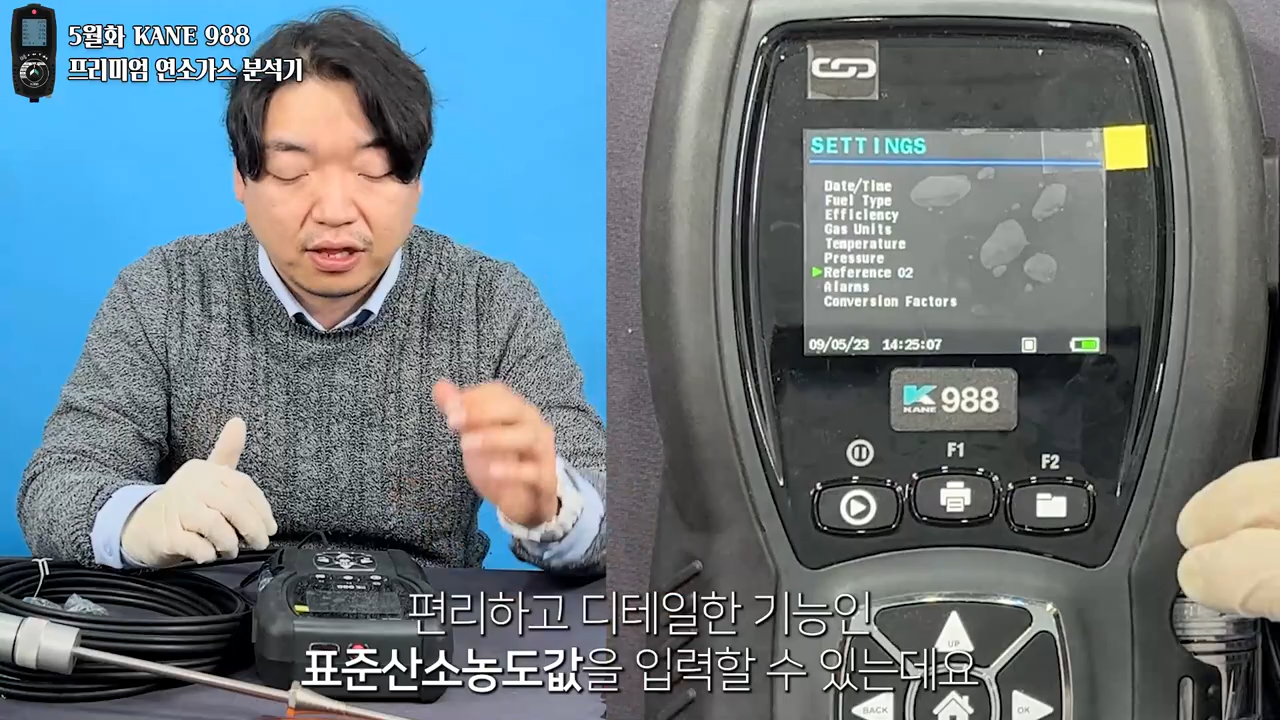 5월화 KANE 988
프리미엄 연소가스 분석기
SETTINGS
Date/Time
Fuel Type
Efficiency
Gas Units
Temperature
Pressure
Reference O2
Alarms
Conversion Factors
09/05/23 14:25:07
KANE 988
F1
F2
UP
BACK
OK
편리하고 디테일한 기능인
표준산소농도값을 입력할 수 있는데요